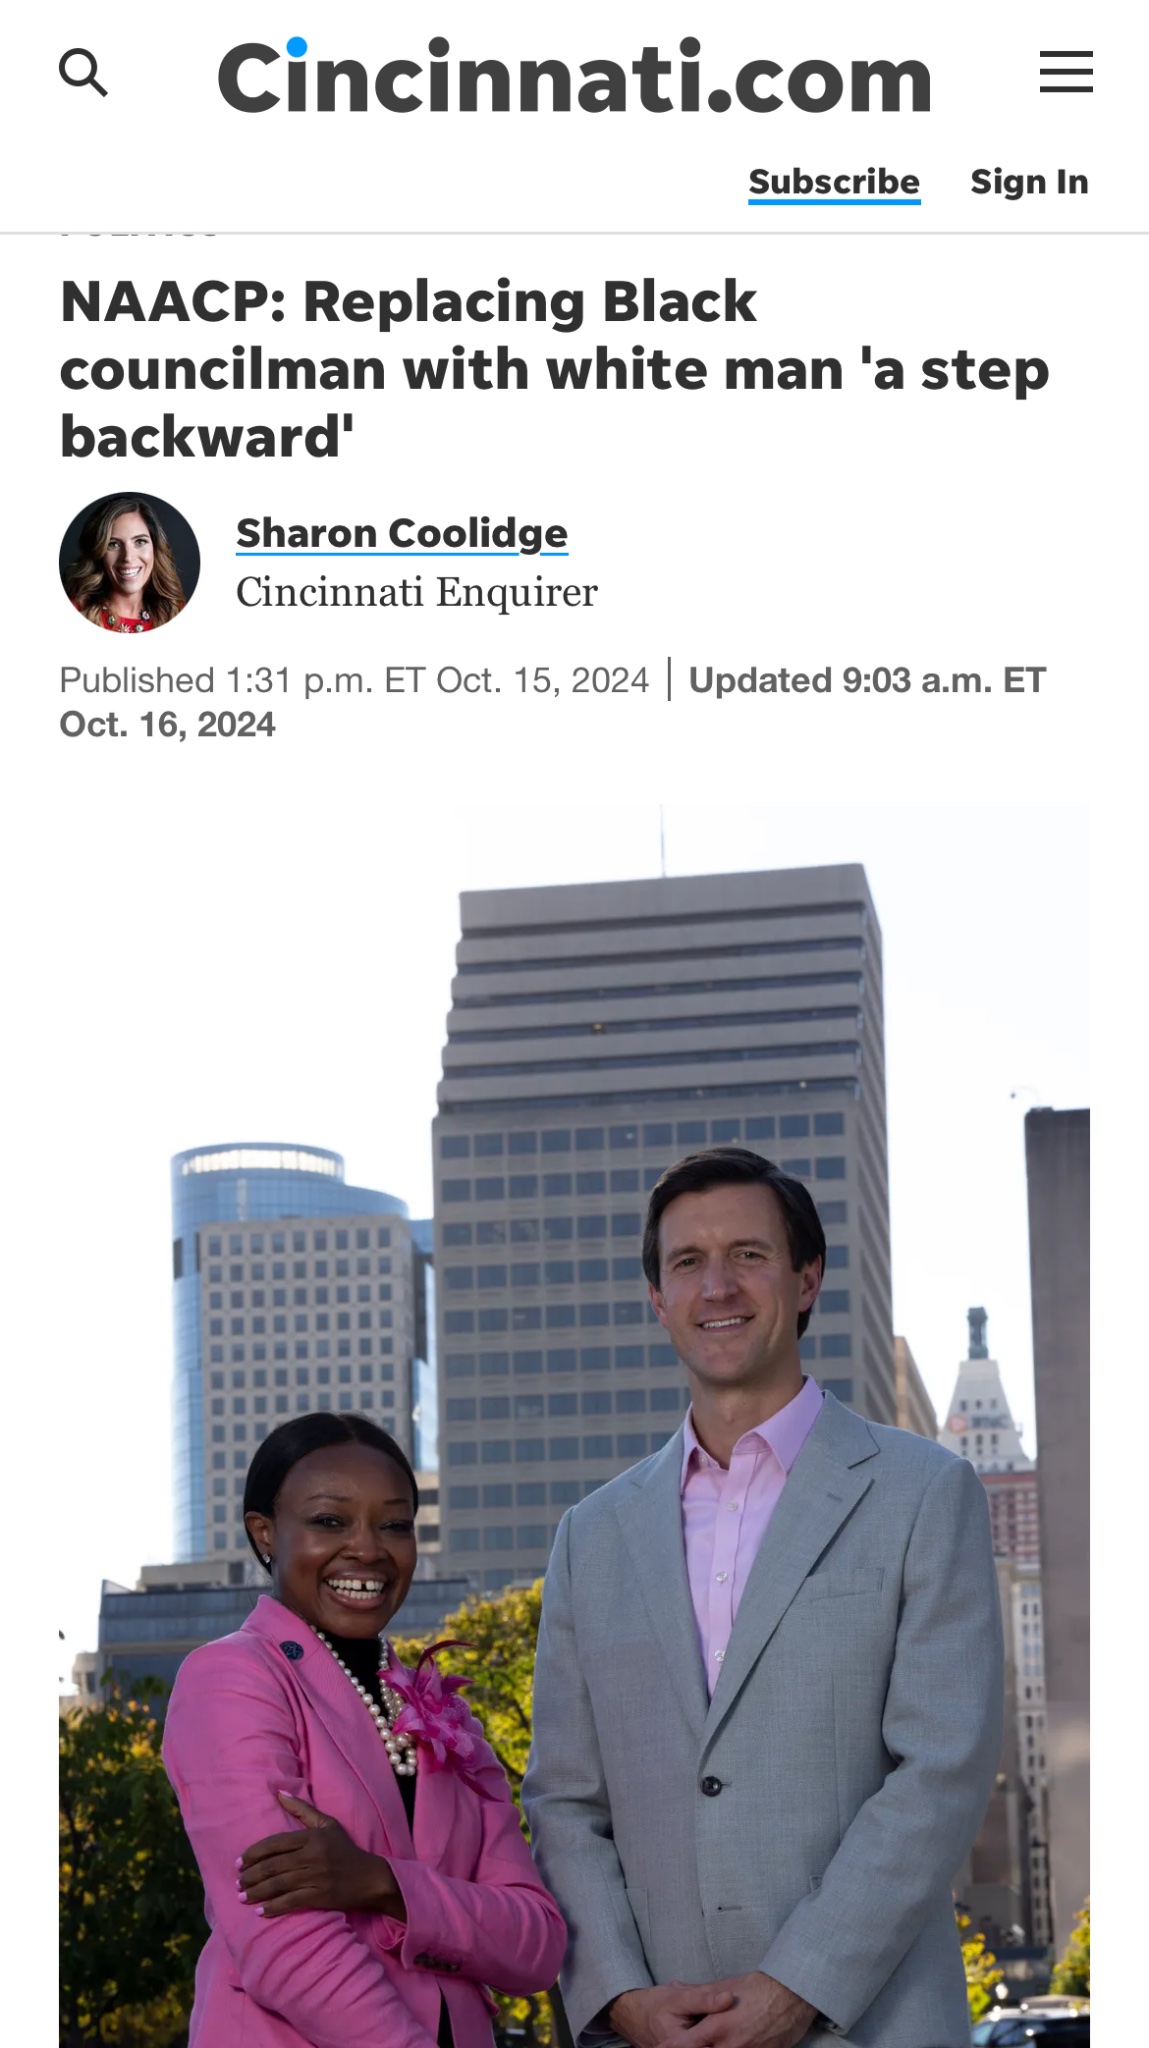 Cincinnati.com
Subscribe Sign In
NAACP: Replacing Black
councilman with white man 'a step
backward'
Sharon Coolidge
Cincinnati Enquirer
Published 1:31 p.m. ET Oct. 15, 2024 | Updated 9:03 a.m. ET
Oct. 16, 2024